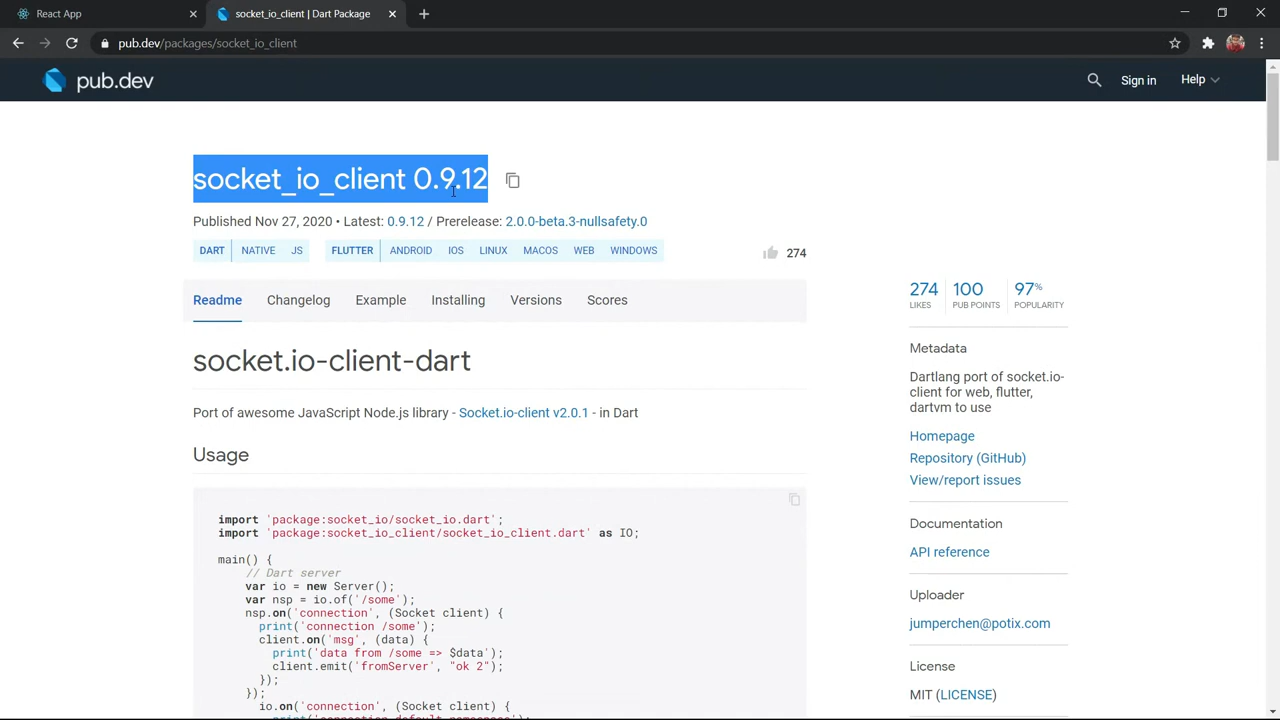 React App
socket_io_client | Dart Package
pub.dev/packages/socket_io_client
pub.dev
Sign in
Help
socket_io_client 0.9.12
Published Nov 27, 2020 • Latest: 0.9.12 / Prerelease: 2.0.0-beta.3-nullsafety.0
DART NATIVE JS FLUTTER ANDROID IOS LINUX MACOS WEB WINDOWS
274
Readme Changelog Example Installing Versions Scores
socket.io-client-dart
Port of awesome JavaScript Node.js library - Socket.io-client v2.0.1 - in Dart
Usage
import 'package:socket_io/socket_io.dart';
import 'package:socket_io_client/socket_io_client.dart' as IO;
main() {
// Dart server
var io = new Server();
var nsp = io.of('/some');
nsp.on('connection', (Socket client) {
print('connection /some');
client.on('msg', (data) {
print('data from /some => $data');
client.emit('fromServer', "ok 2");
});
});
io.on('connection', (Socket client) {
print('connection default namespace');
274 100 97%
LIKES PUB POINTS POPULARITY
Metadata
Dartlang port of socket.io-
client for web, flutter,
dartvm to use
Homepage
Repository (GitHub)
View/report issues
Documentation
API reference
Uploader
jumperchen@potix.com
License
MIT (LICENSE)